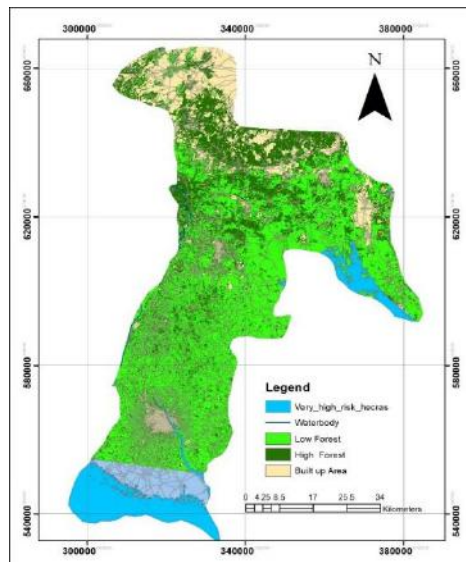 300000 340000 380000
N
660000 660000
620000 620000
580000 580000
540000 540000
Legend
Very_high_risk_hecras
Waterbody
Low Forest
High Forest
Built up Area
0 4.25 8.5 17 25.5 34
Kilometers
300000 340000 380000